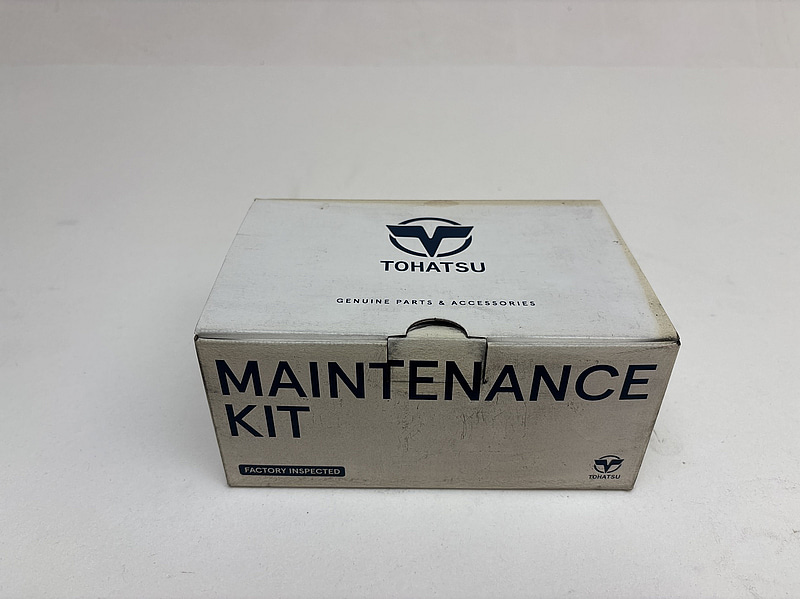 TOHATSU
GENUINE PARTS & ACCESSORIES
MAINTENANCE
KIT
FACTORY INSPECTED
TOHATSU